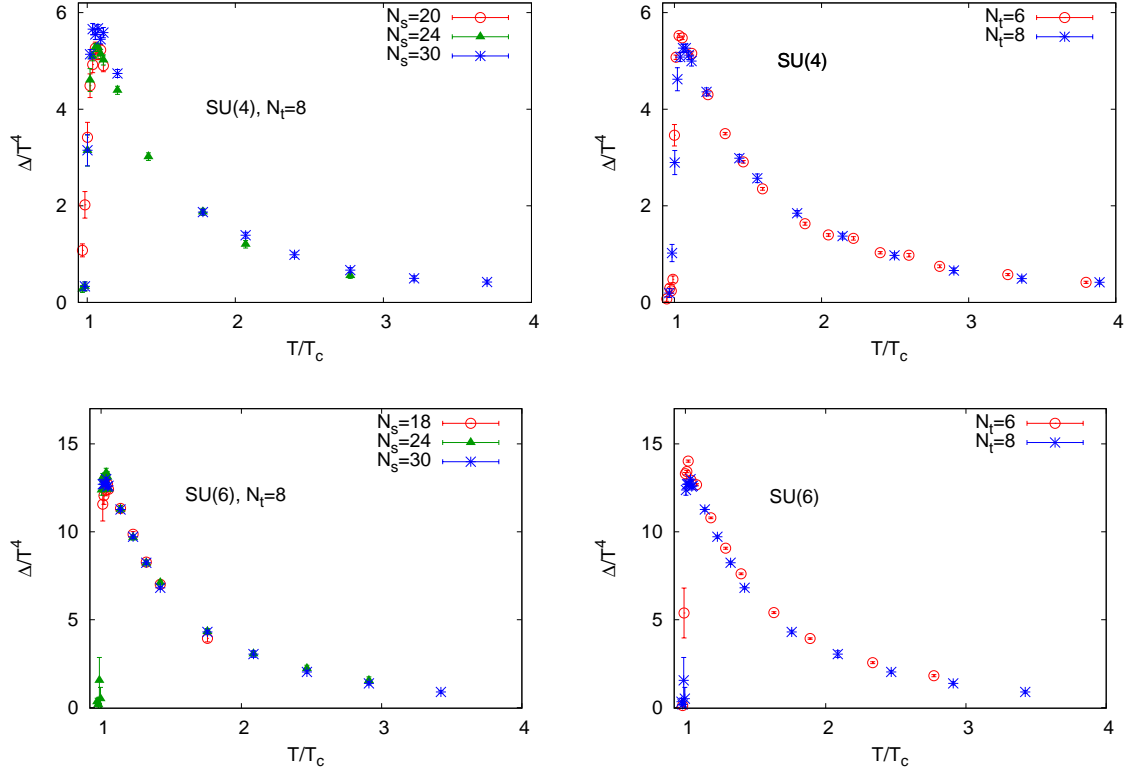 6
4
2
0
Δ/T^4
N_s=20
N_s=24
N_s=30
SU(4), N_t=8
1
2
3
4
T/T_c
6
4
2
0
Δ/T^4
N_t=6
N_t=8
SU(4)
1
2
3
4
T/T_c
15
10
5
0
Δ/T^4
N_s=18
N_s=24
N_s=30
SU(6), N_t=8
1
2
3
4
T/T_c
15
10
5
0
Δ/T^4
N_t=6
N_t=8
SU(6)
1
2
3
4
T/T_c